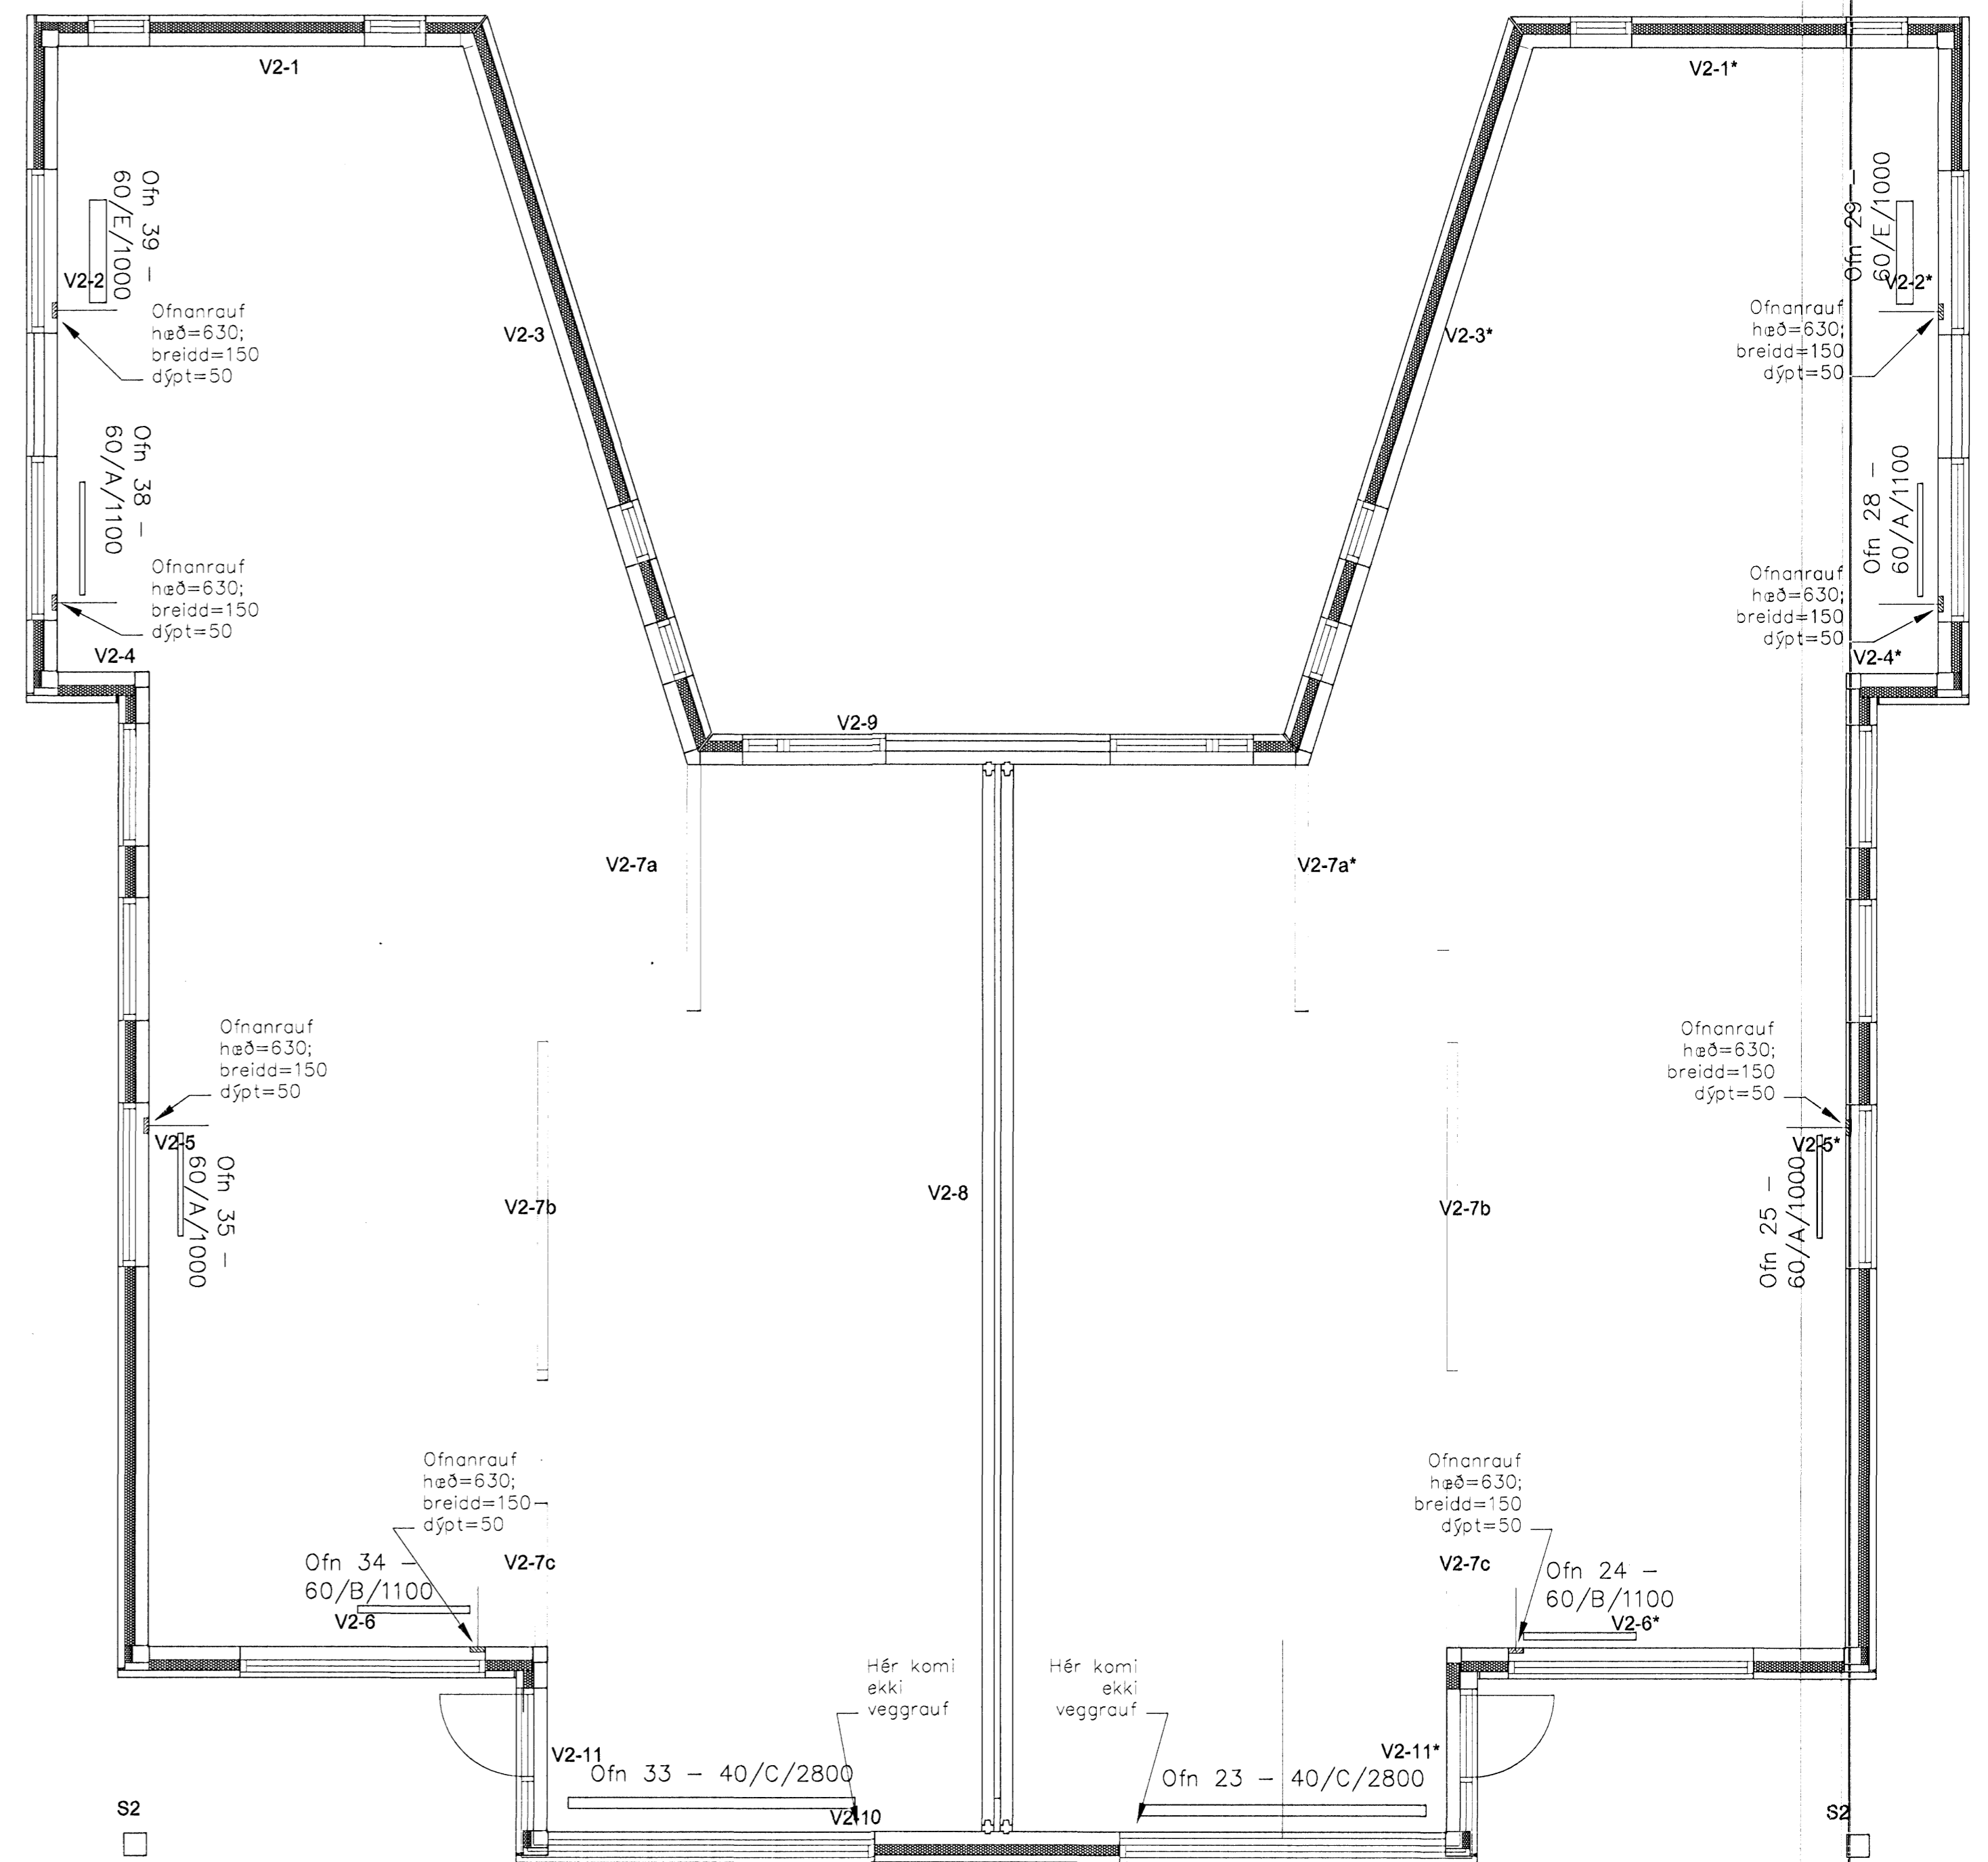 V2-1
V2-1*
Ofn 39 –
60/E/1000
V2-2
Ofnanrauf
hæð=630;
breidd=150
dýpt=50
V2-3
V2-3*
Ofn 29 –
60/E/1000
V2-2*
Ofnanrauf
hæð=630;
breidd=150
dýpt=50
Ofn 38 –
60/A/1100
Ofnanrauf
hæð=630;
breidd=150
dýpt=50
V2-4
Ofn 28 –
60/A/1100
Ofnanrauf
hæð=630;
breidd=150
dýpt=50
V2-4*
V2-9
V2-7a
V2-7a*
Ofnanrauf
hæð=630;
breidd=150
dýpt=50
V2-5
Ofn 35 –
60/A/1000
V2-7b
V2-8
V2-7b
Ofnanrauf
hæð=630;
breidd=150
dýpt=50
V2-5*
Ofn 25 –
60/A/1000
Ofnanrauf
hæð=630;
breidd=150
dýpt=50
Ofn 34 –
60/B/1100
V2-6
V2-7c
Ofnanrauf
hæð=630;
breidd=150
dýpt=50
V2-7c
Ofn 24 –
60/B/1100
V2-6*
Hér komi
ekki
veggrauf
Hér komi
ekki
veggrauf
V2-11
Ofn 33 – 40/C/2800
V2-10
V2-11*
Ofn 23 – 40/C/2800
S2
S2